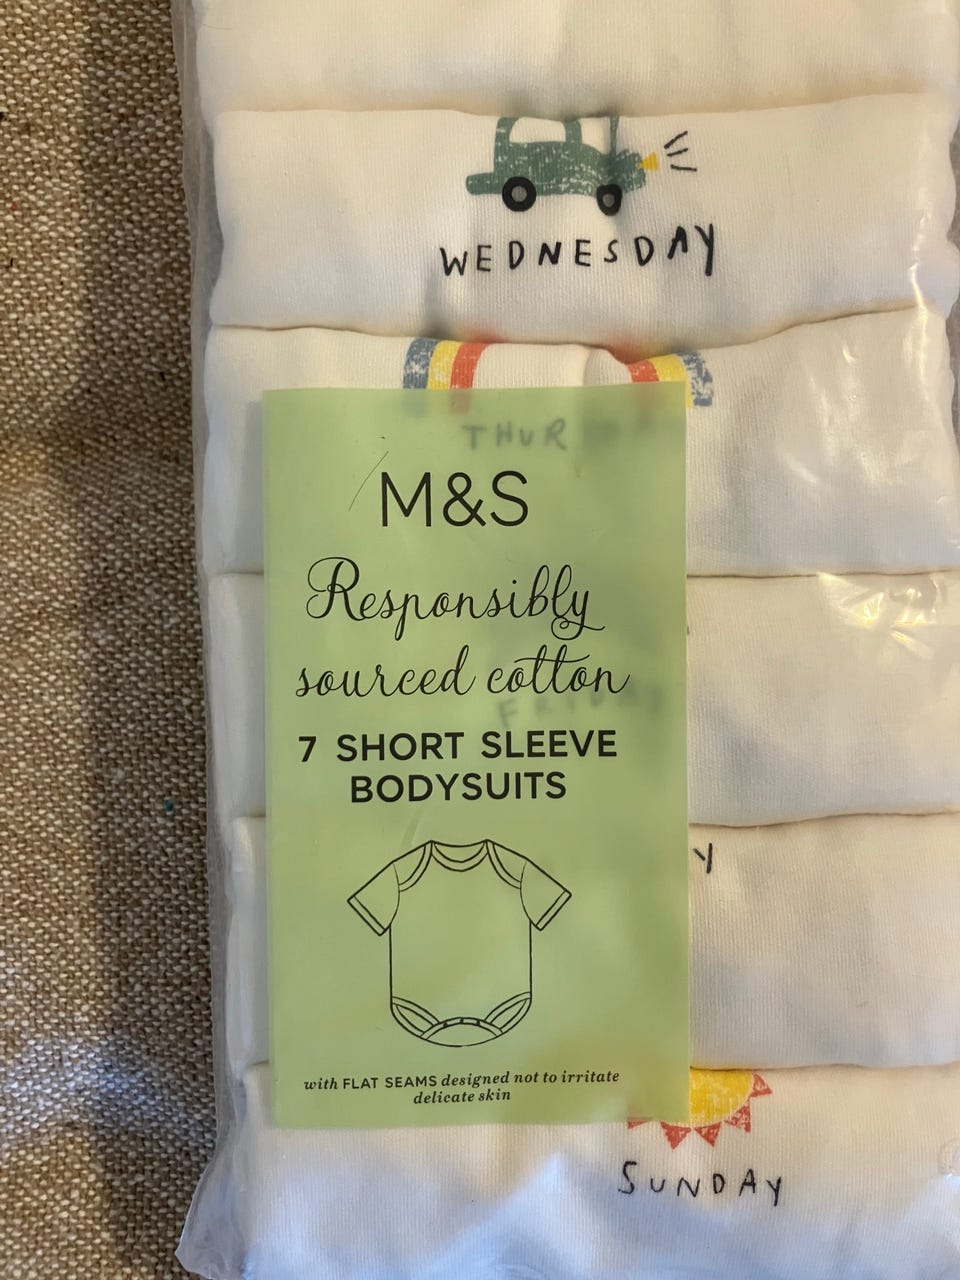 WEDNESDAY
THUR
M&S
Responsibly
sourced cotton
FRIDAY
7 SHORT SLEEVE
BODYSUITS
Y
with FLAT SEAMS designed not to irritate
delicate skin
SUNDAY